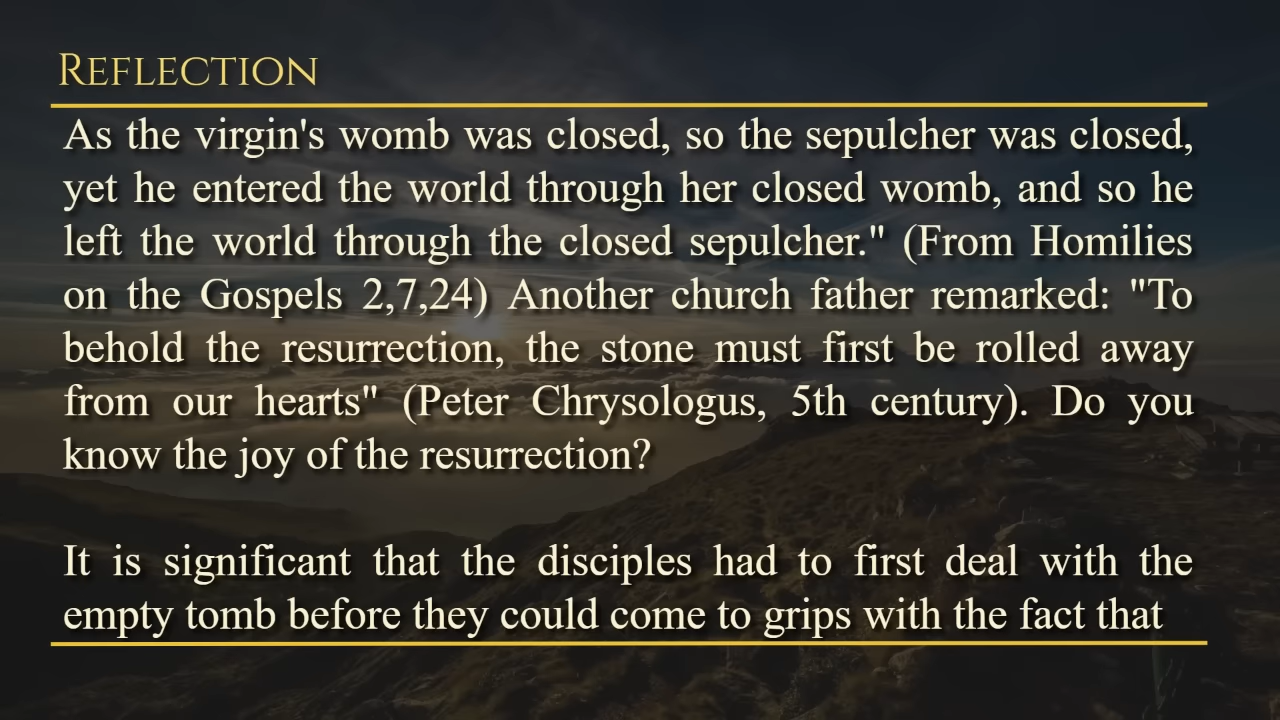 Reflection
As the virgin's womb was closed, so the sepulcher was closed,
yet he entered the world through her closed womb, and so he
left the world through the closed sepulcher." (From Homilies
on the Gospels 2,7,24) Another church father remarked: "To
behold the resurrection, the stone must first be rolled away
from our hearts" (Peter Chrysologus, 5th century). Do you
know the joy of the resurrection?
It is significant that the disciples had to first deal with the
empty tomb before they could come to grips with the fact that